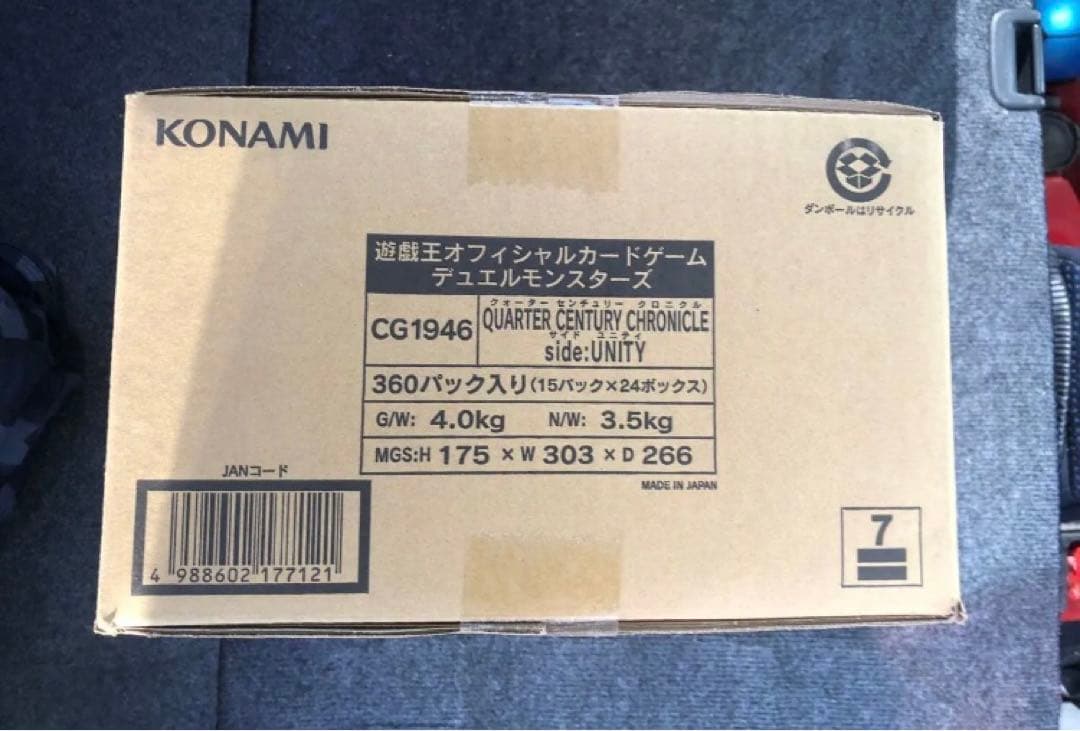 KONAMI
ダンボールはリサイクル
遊戯王オフィシャルカードゲーム
デュエルモンスターズ
CG1946
クォーター センチュリー クロニクル
QUARTER CENTURY CHRONICLE
サイド ユニティ
side:UNITY
360パック入り(15パック×24ボックス)
G/W: 4.0kg N/W: 3.5kg
MGS:H 175 × W 303 × D 266
MADE IN JAPAN
JANコード
4 988602 177121
7